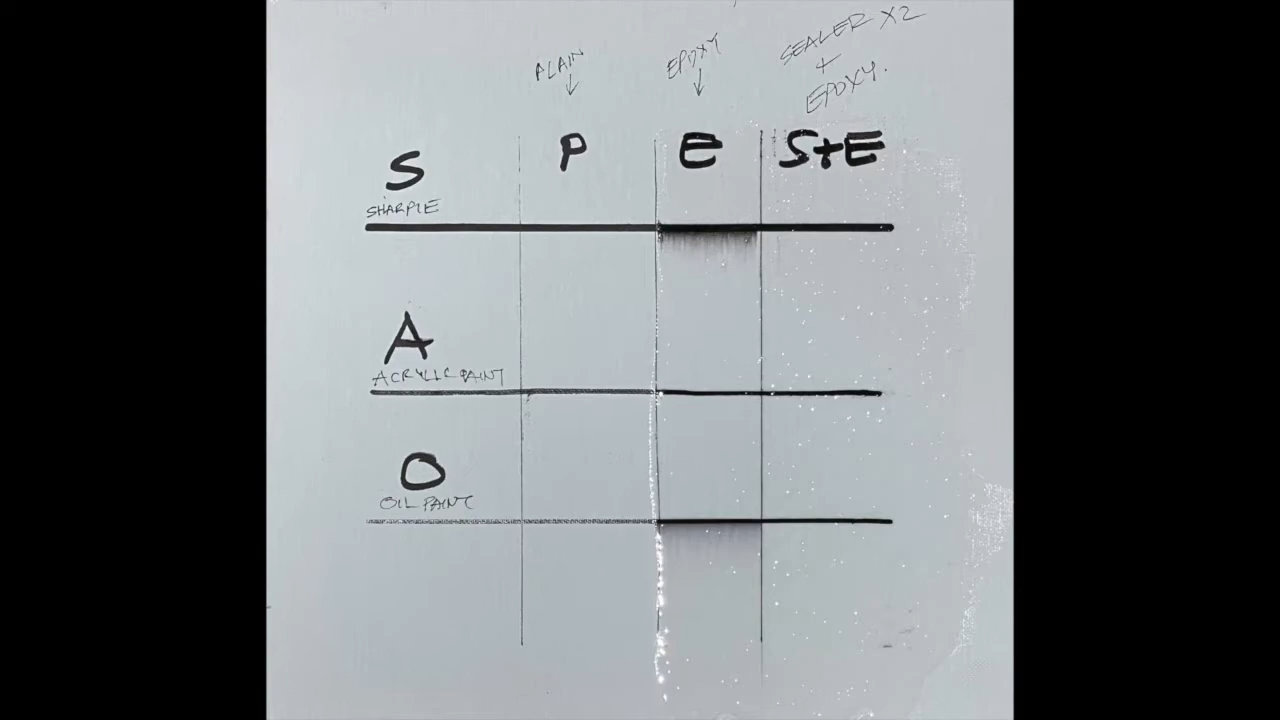 PLAIN
EPOXY
SEALER X2
+
EPOXY.
P
E
S+E
S
SHARPIE
A
ACRYLIC PAINT
O
OIL PAINT